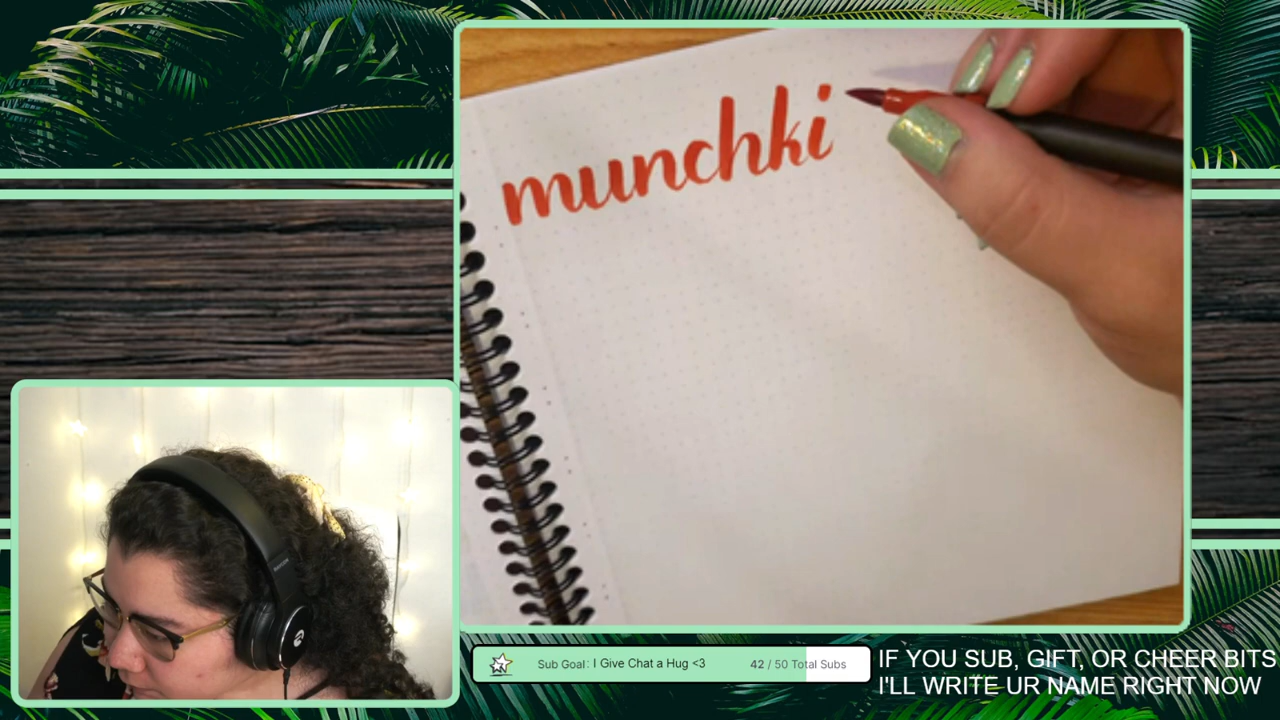 munchki
Sub Goal: I Give Chat a Hug <3 42 / 50 Total Subs
IF YOU SUB, GIFT, OR CHEER BITS
I'LL WRITE UR NAME RIGHT NOW